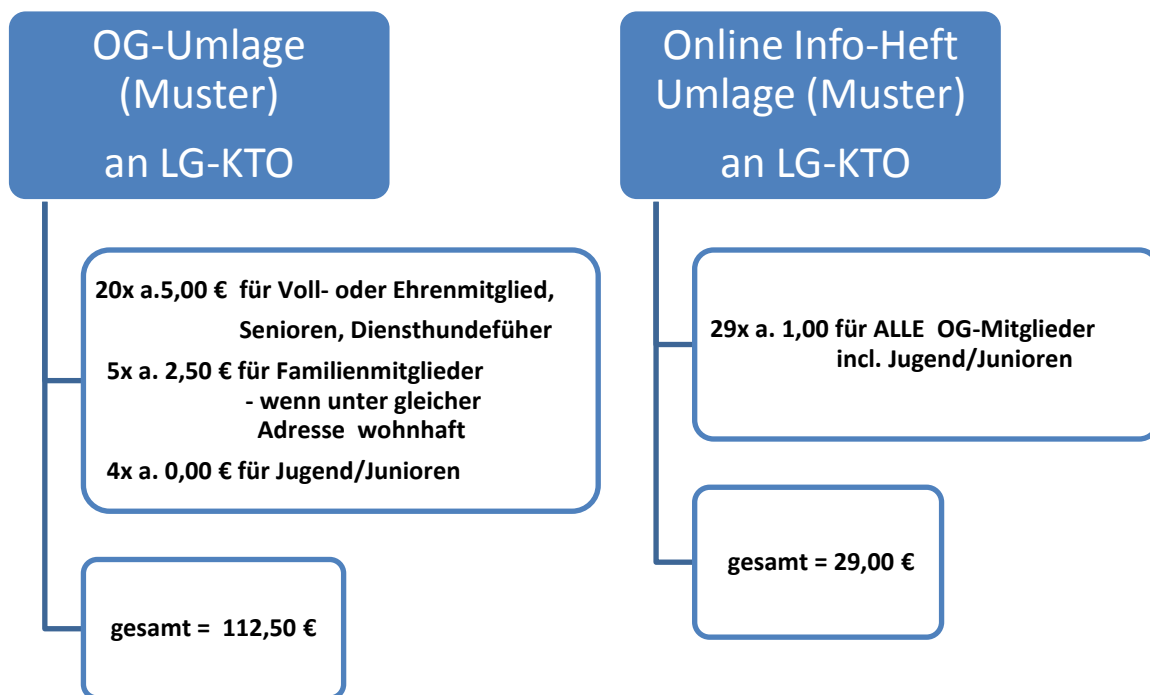 OG-Umlage
(Muster)
an LG-KTO
20x a.5,00 € für Voll- oder Ehrenmitglied,
Senioren, Diensthundefüher
5x a. 2,50 € für Familienmitglieder
- wenn unter gleicher
Adresse wohnhaft
4x a. 0,00 € für Jugend/Junioren
gesamt = 112,50 €
Online Info-Heft
Umlage (Muster)
an LG-KTO
29x a. 1,00 für ALLE OG-Mitglieder
incl. Jugend/Junioren
gesamt = 29,00 €